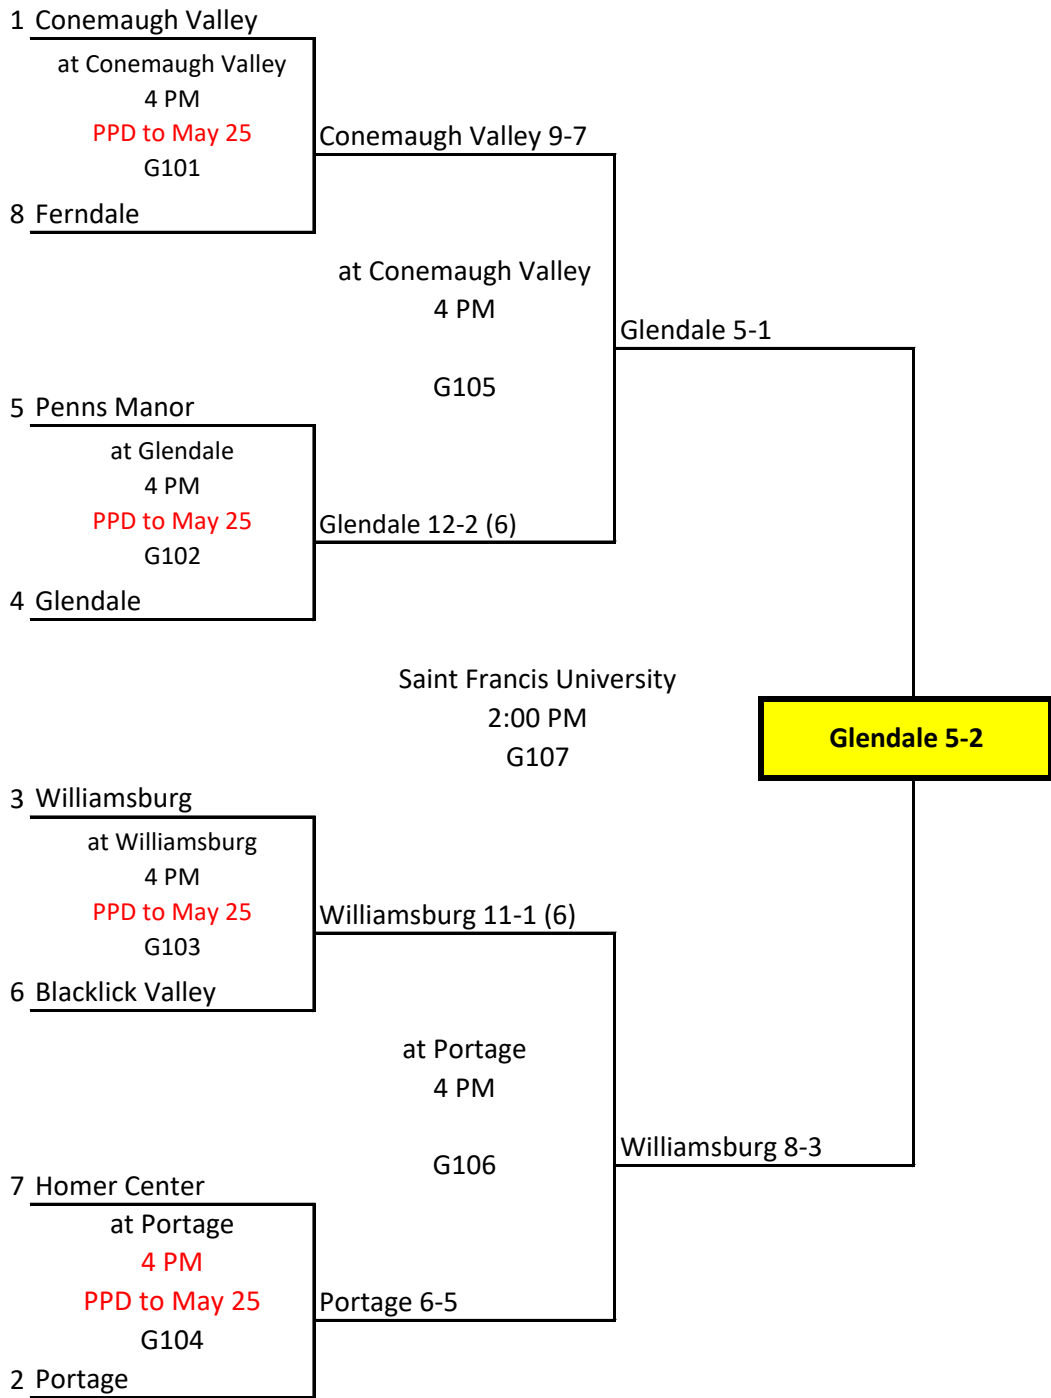 1 Conemaugh Valley
at Conemaugh Valley
4 PM
PPD to May 25
Conemaugh Valley 9-7
G101
8 Ferndale
at Conemaugh Valley
4 PM
Glendale 5-1
G105
5 Penns Manor
at Glendale
4 PM
PPD to May 25
Glendale 12-2 (6)
G102
4 Glendale
Saint Francis University
2:00 PM
Glendale 5-2
G107
3 Williamsburg
at Williamsburg
4 PM
PPD to May 25
Williamsburg 11-1 (6)
G103
6 Blacklick Valley
at Portage
4 PM
Williamsburg 8-3
G106
7 Homer Center
at Portage
4 PM
PPD to May 25
Portage 6-5
G104
2 Portage